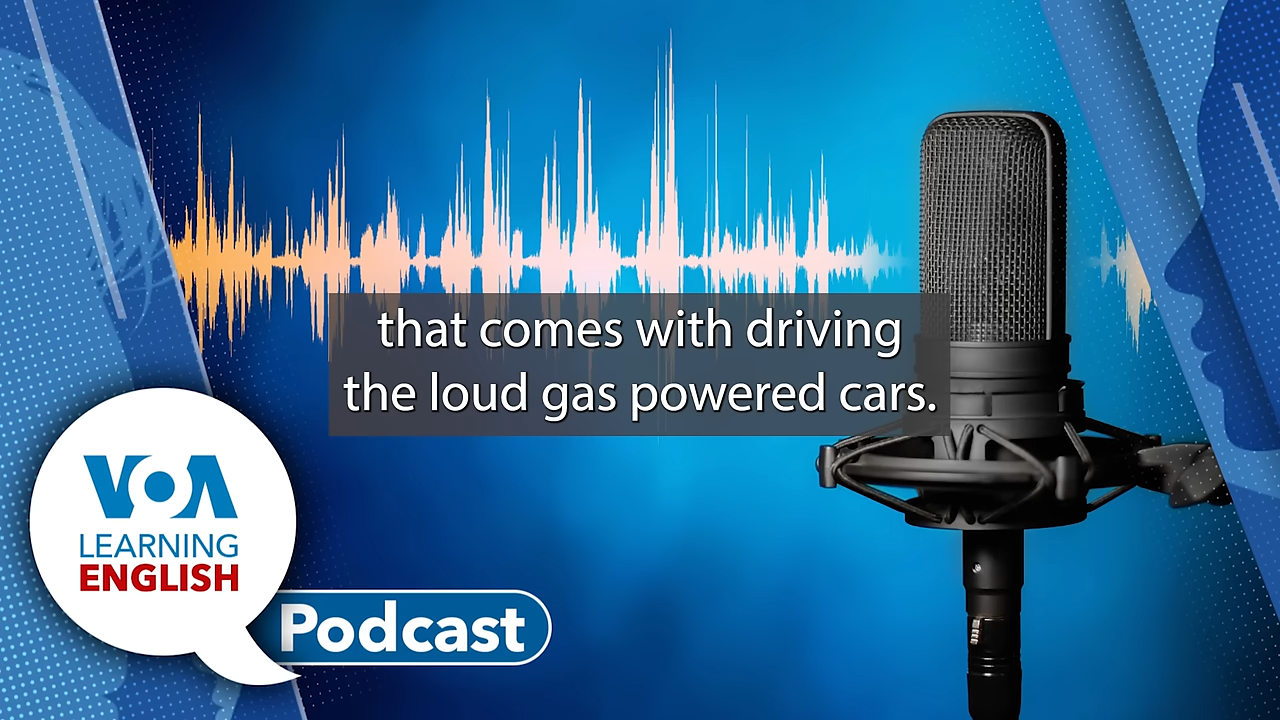 that comes with driving
the loud gas powered cars.
VOA
LEARNING
ENGLISH
Podcast